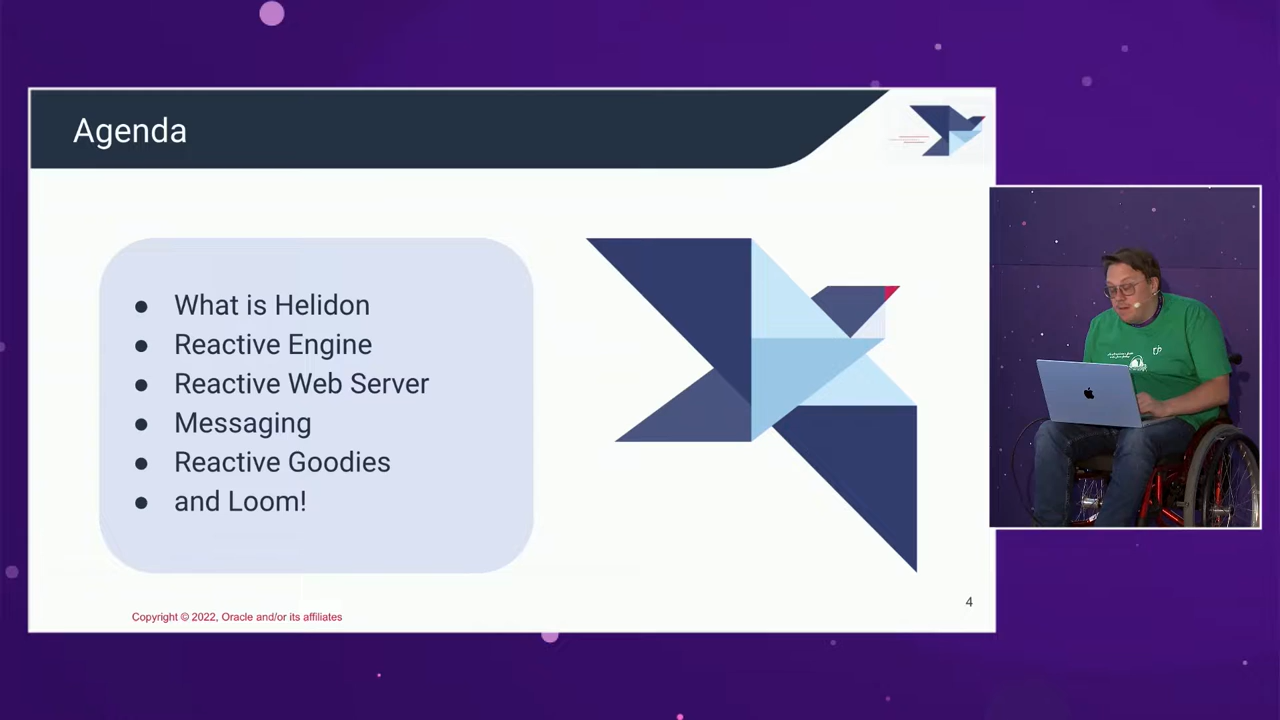 Agenda
● What is Helidon
● Reactive Engine
● Reactive Web Server
● Messaging
● Reactive Goodies
● and Loom!
Copyright © 2022, Oracle and/or its affiliates
4